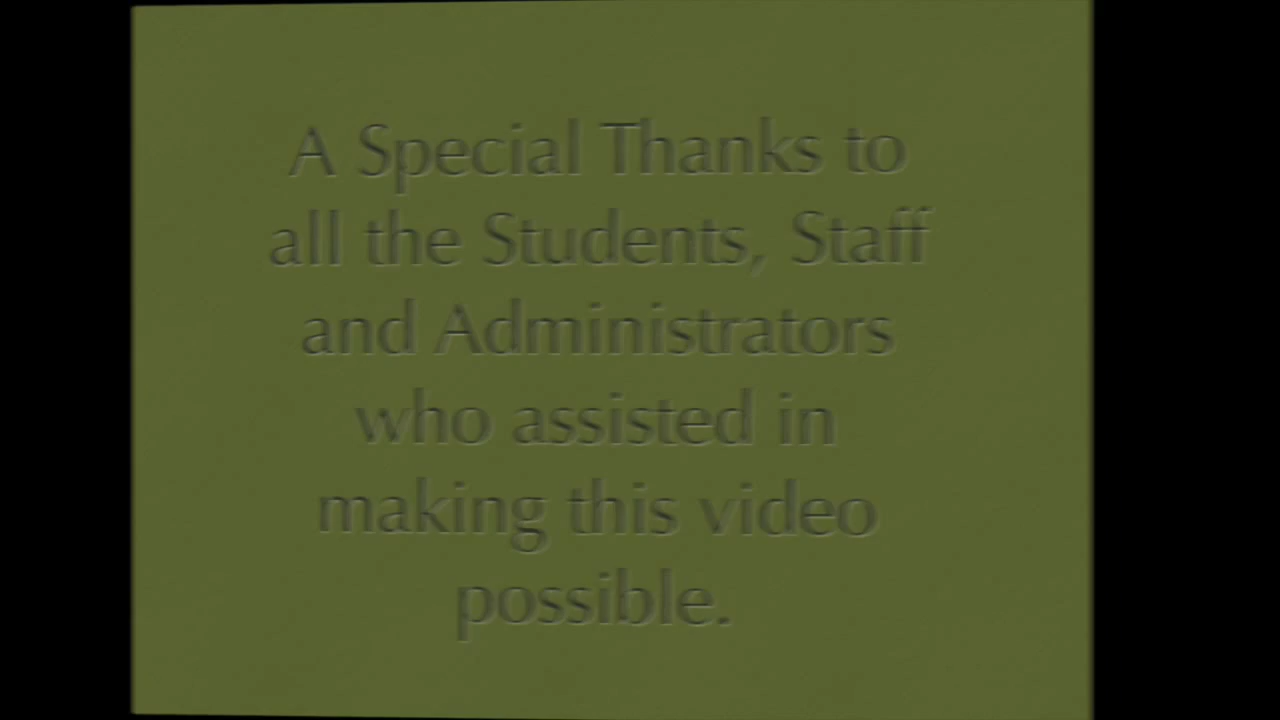 A Special Thanks to
all the Students, Staff
and Administrators
who assisted in
making this video
possible.